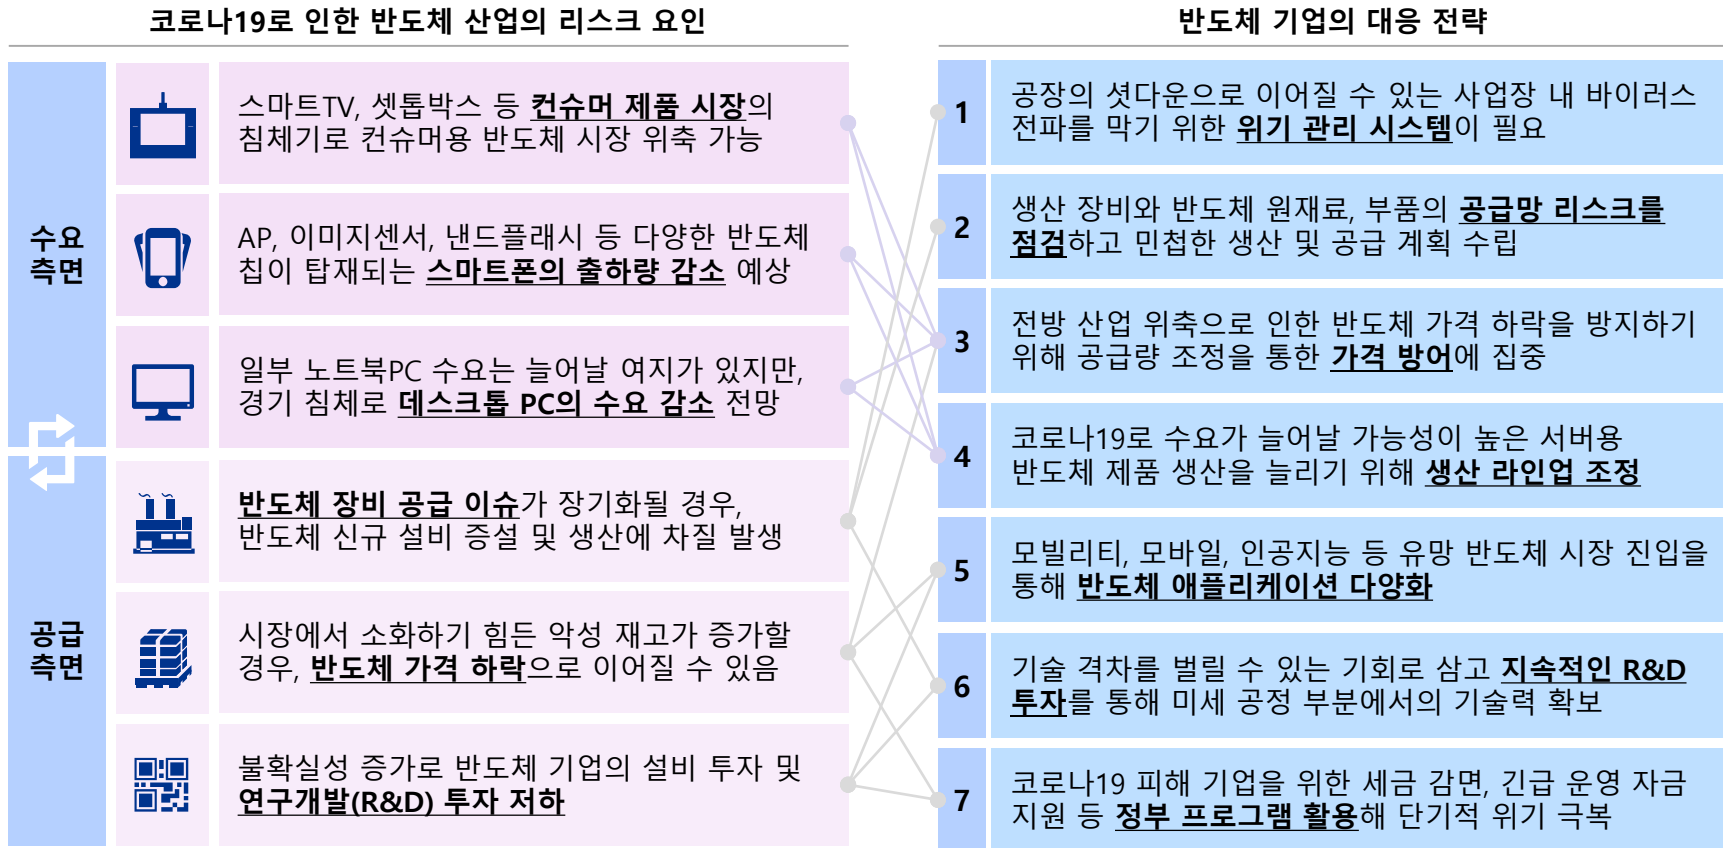 코로나19로 인한 반도체 산업의 리스크 요인
수요
측면
스마트TV, 셋톱박스 등 컨슈머 제품 시장의
침체기로 컨슈머용 반도체 시장 위축 가능
AP, 이미지센서, 낸드플래시 등 다양한 반도체
칩이 탑재되는 스마트폰의 출하량 감소 예상
일부 노트북PC 수요는 늘어날 여지가 있지만,
경기 침체로 데스크톱 PC의 수요 감소 전망
공급
측면
반도체 장비 공급 이슈가 장기화될 경우,
반도체 신규 설비 증설 및 생산에 차질 발생
시장에서 소화하기 힘든 악성 재고가 증가할
경우, 반도체 가격 하락으로 이어질 수 있음
불확실성 증가로 반도체 기업의 설비 투자 및
연구개발(R&D) 투자 저하
반도체 기업의 대응 전략
1
공장의 셧다운으로 이어질 수 있는 사업장 내 바이러스
전파를 막기 위한 위기 관리 시스템이 필요
2
생산 장비와 반도체 원재료, 부품의 공급망 리스크를
점검하고 민첩한 생산 및 공급 계획 수립
3
전방 산업 위축으로 인한 반도체 가격 하락을 방지하기
위해 공급량 조정을 통한 가격 방어에 집중
4
코로나19로 수요가 늘어날 가능성이 높은 서버용
반도체 제품 생산을 늘리기 위해 생산 라인업 조정
5
모빌리티, 모바일, 인공지능 등 유망 반도체 시장 진입을
통해 반도체 애플리케이션 다양화
6
기술 격차를 벌릴 수 있는 기회로 삼고 지속적인 R&D
투자를 통해 미세 공정 부분에서의 기술력 확보
7
코로나19 피해 기업을 위한 세금 감면, 긴급 운영 자금
지원 등 정부 프로그램 활용해 단기적 위기 극복